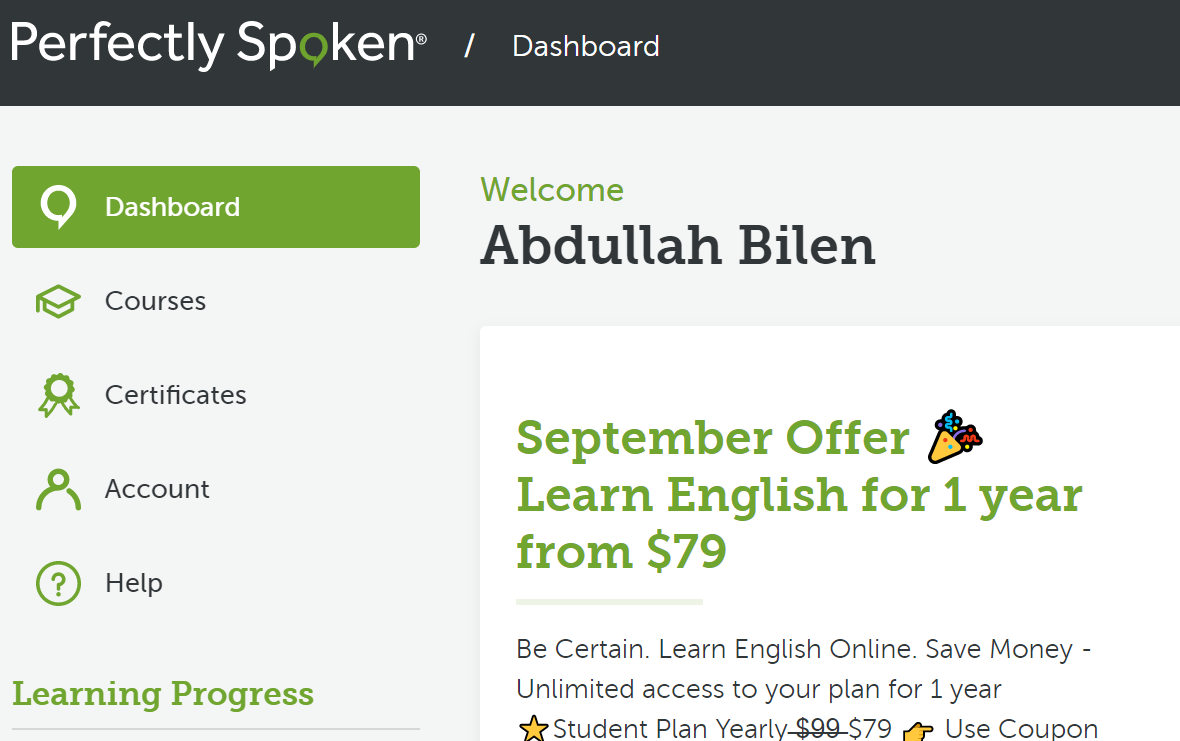 Perfectly Spoken® / Dashboard
Dashboard
Courses
Certificates
Account
Help
Learning Progress
Welcome
Abdullah Bilen
September Offer 🎉
Learn English for 1 year
from $79
Be Certain. Learn English Online. Save Money -
Unlimited access to your plan for 1 year
⭐Student Plan Yearly $99 $79 👉 Use Coupon